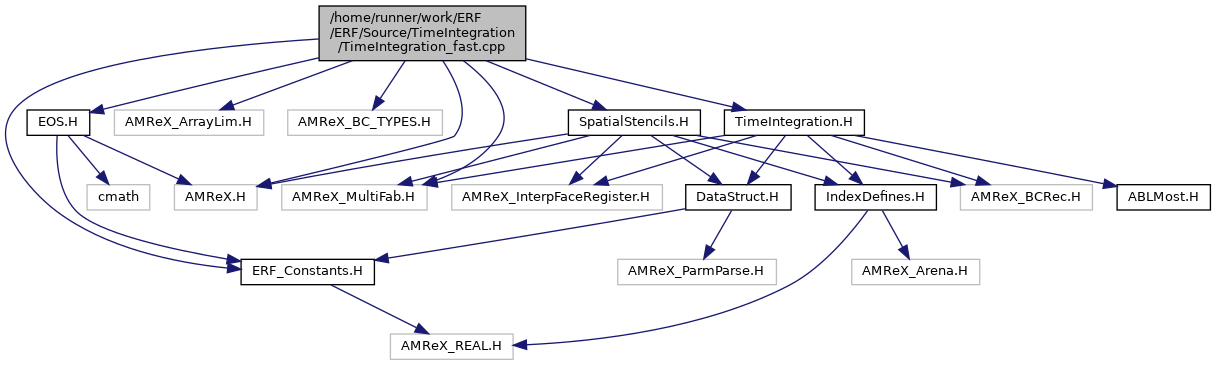 /home/runner/work/ERF
/ERF/Source/TimeIntegration
/TimeIntegration_fast.cpp
EOS.H
AMReX_ArrayLim.H
AMReX_BC_TYPES.H
SpatialStencils.H
TimeIntegration.H
cmath
AMReX.H
AMReX_MultiFab.H
AMReX_InterpFaceRegister.H
DataStruct.H
IndexDefines.H
AMReX_BCRec.H
ABLMost.H
ERF_Constants.H
AMReX_ParmParse.H
AMReX_Arena.H
AMReX_REAL.H